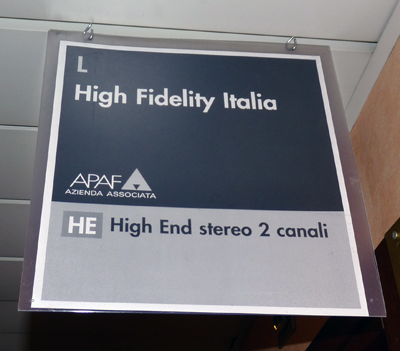 L
High Fidelity Italia
APAF
AZIENDA ASSOCIATA
HE High End stereo 2 canali